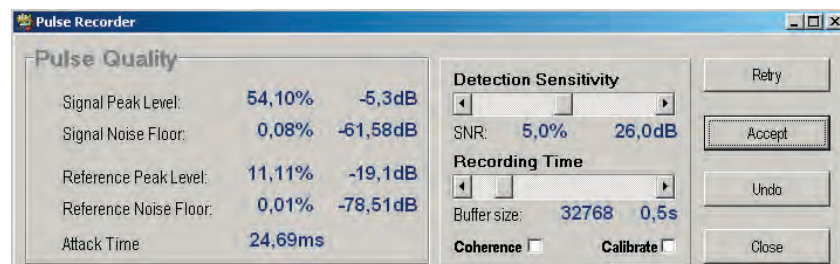 Pulse Recorder
Pulse Quality
Signal Peak Level: 54,10% -5,3dB
Signal Noise Floor: 0,08% -61,58dB
Reference Peak Level: 11,11% -19,1dB
Reference Noise Floor: 0,01% -78,51dB
Attack Time 24,69ms
Detection Sensitivity
SNR: 5,0% 26,0dB
Recording Time
Buffer size: 32768 0,5s
Coherence Calibrate
Retry
Accept
Undo
Close